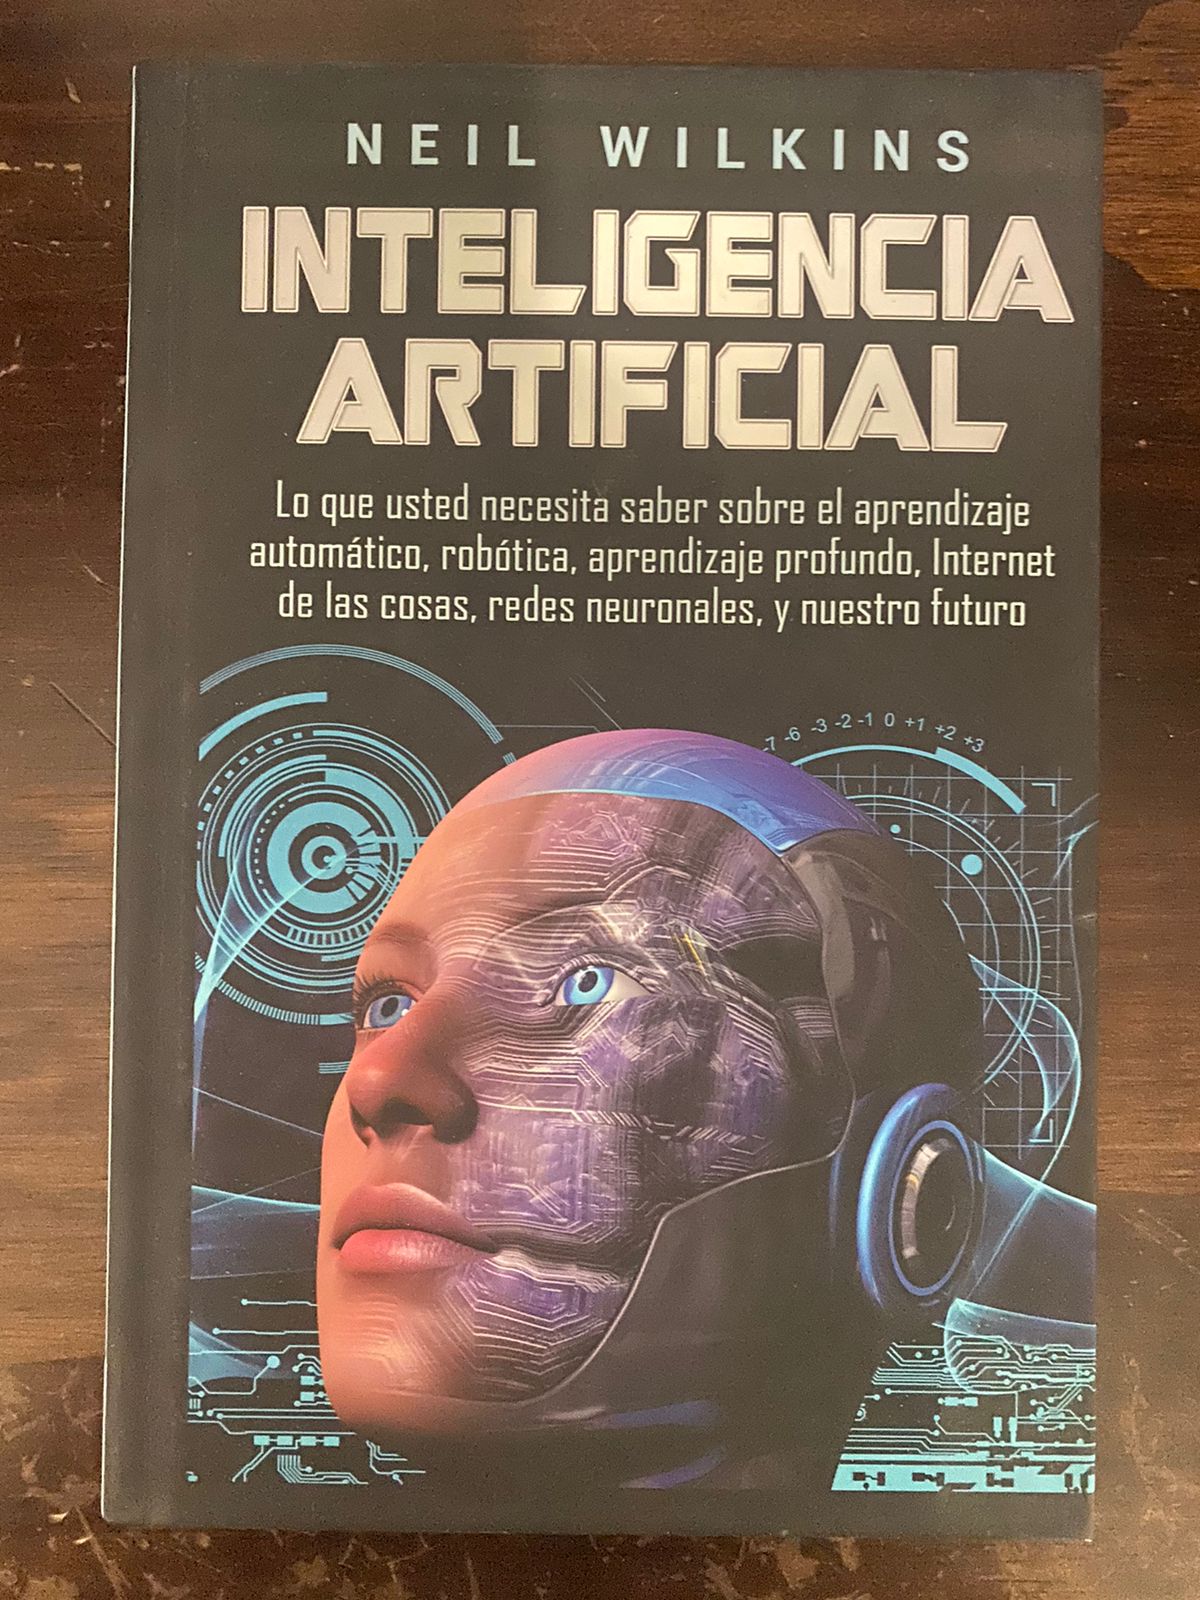 NEIL WILKINS
INTELIGENCIA
ARTIFICIAL
Lo que usted necesita saber sobre el aprendizaje
automático, robótica, aprendizaje profundo, Internet
de las cosas, redes neuronales, y nuestro futuro
-7 -6 -3 -2 -1 0 +1 +2 +3